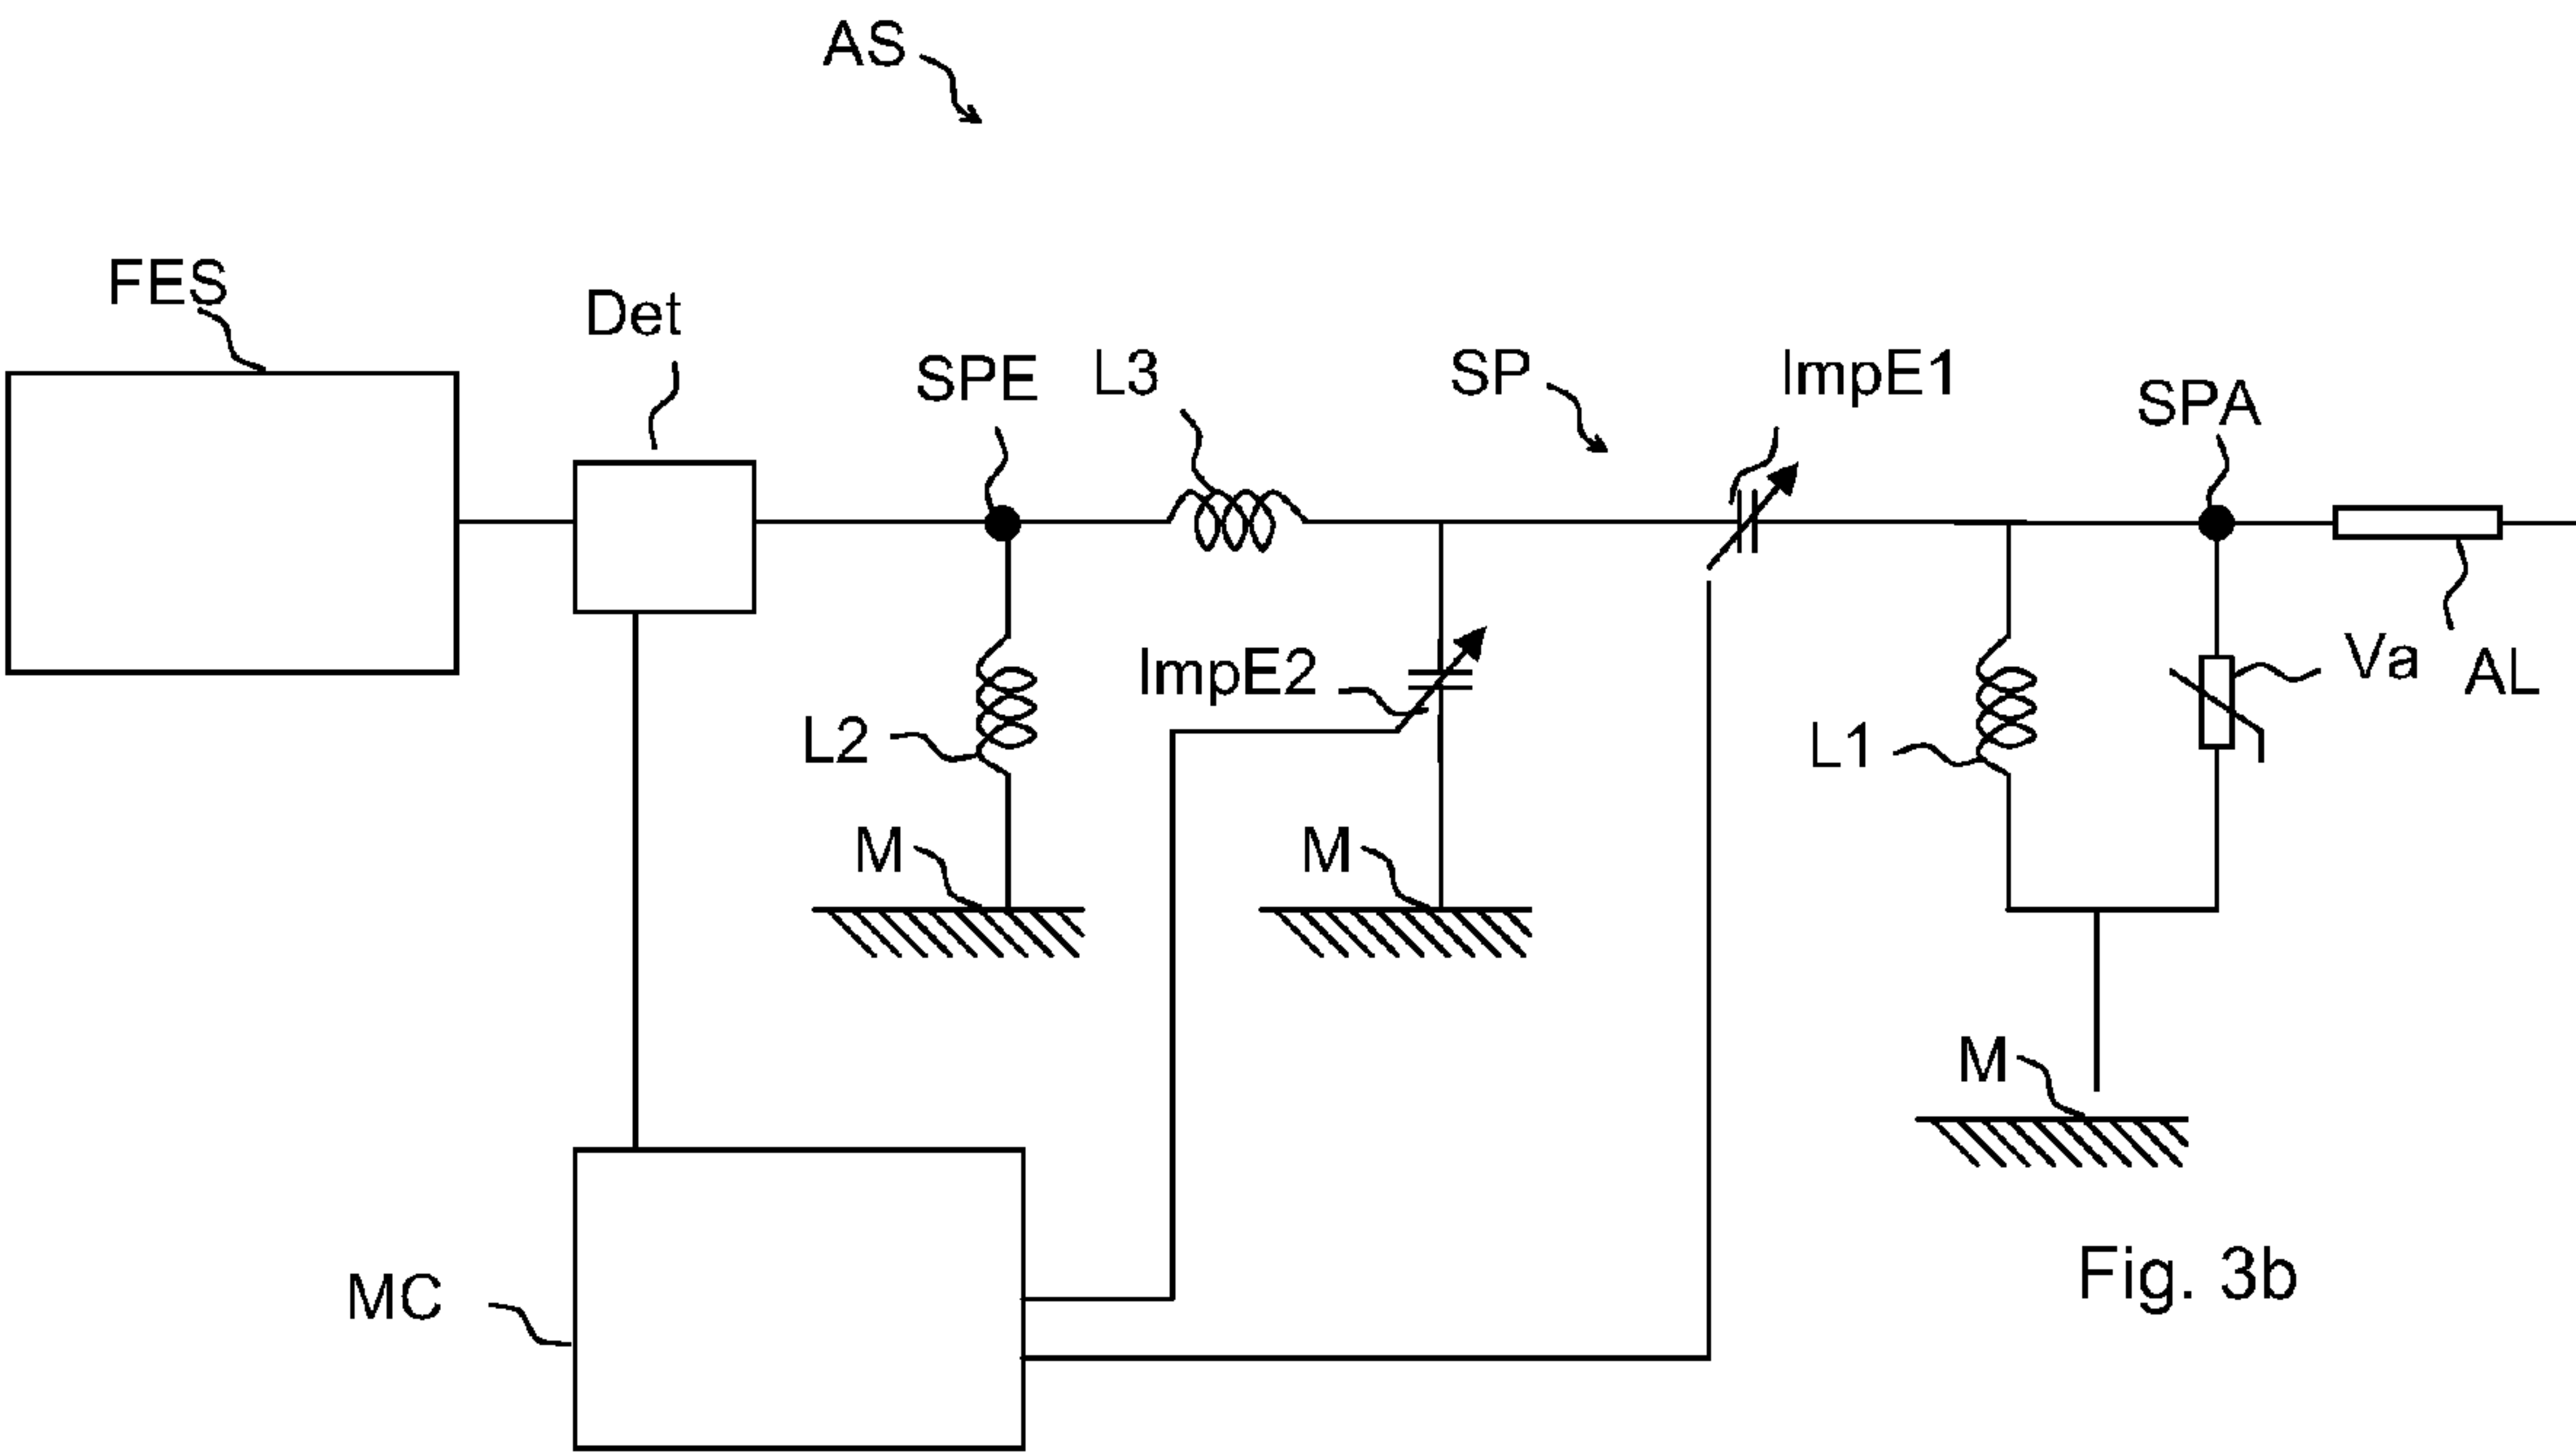 AS
FES
Det
SPE
L3
SP
ImpE1
SPA
ImpE2
Va
AL
L2
L1
M
M
M
MC
Fig. 3b